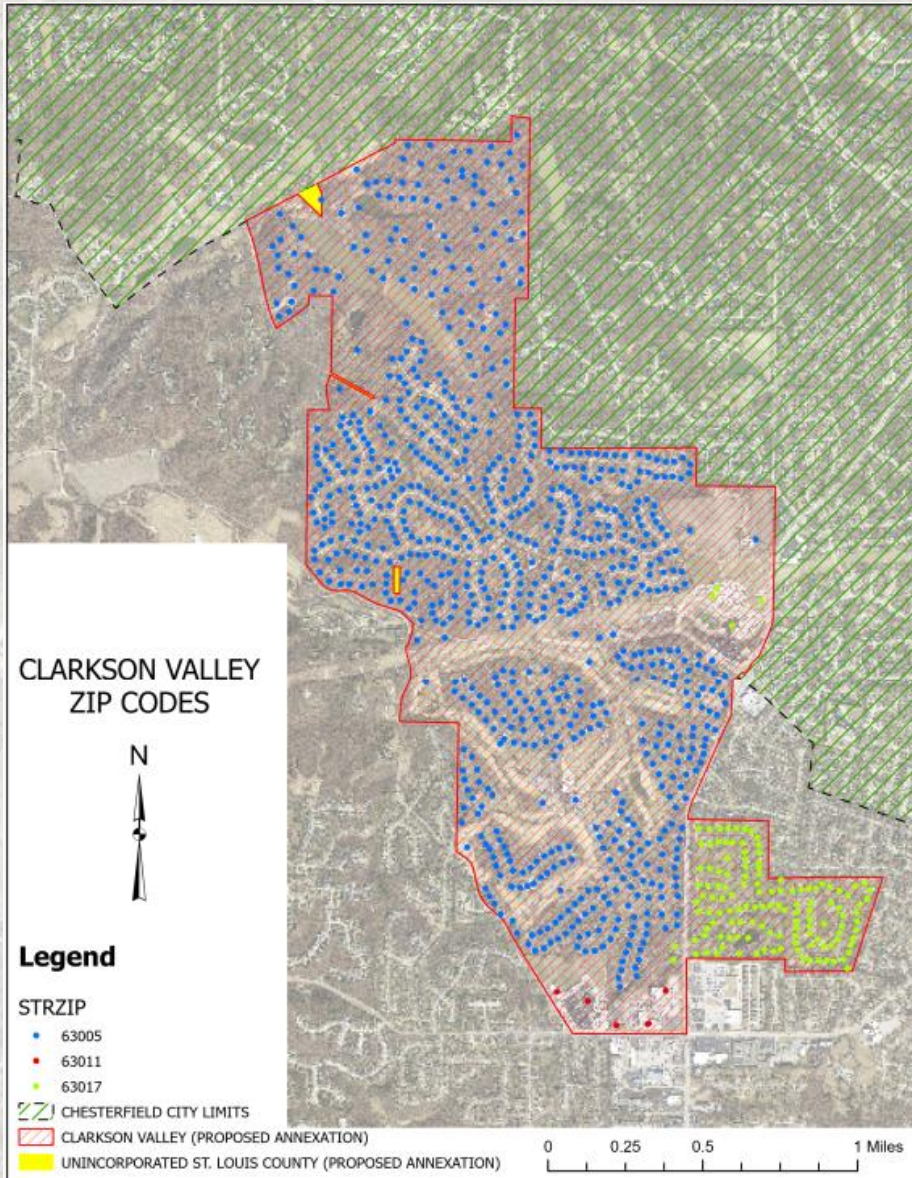 CLARKSON VALLEY
ZIP CODES
N
Legend
STRZIP
63005
63011
63017
CHESTERFIELD CITY LIMITS
CLARKSON VALLEY (PROPOSED ANNEXATION)
UNINCORPORATED ST. LOUIS COUNTY (PROPOSED ANNEXATION)
0 0.25 0.5 1 Miles